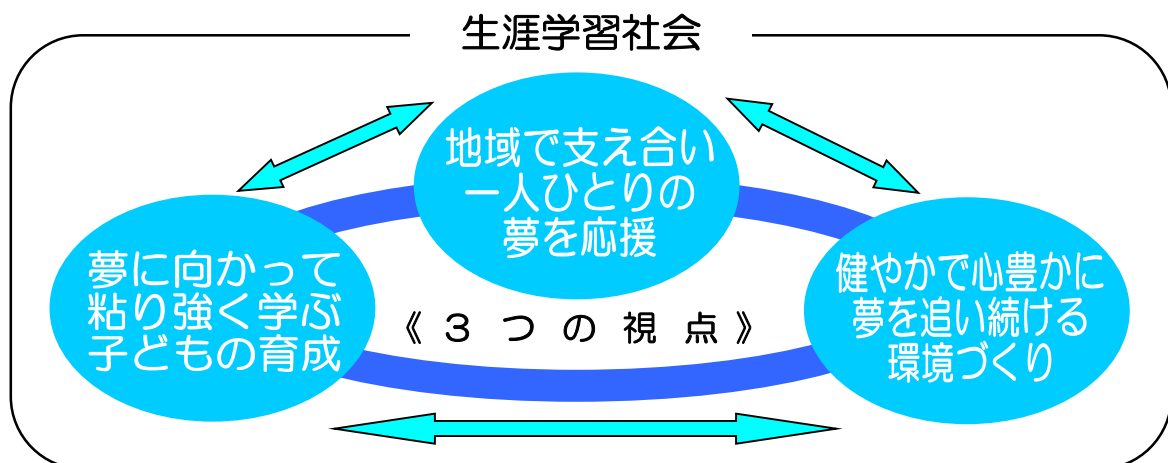 生涯学習社会
地域で支え合い
一人ひとりの
夢を応援
夢に向かって
粘り強く学ぶ
子どもの育成
健やかで心豊かに
夢を追い続ける
環境づくり
《３つの視点》